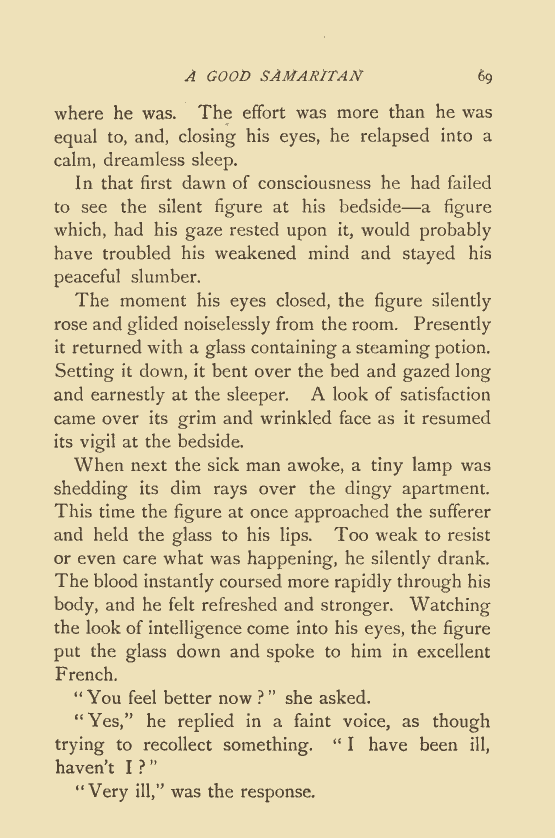 A GOOD SAMARITAN 69
where he was. The effort was more than he was
equal to, and, closing his eyes, he relapsed into a
calm, dreamless sleep.
In that first dawn of consciousness he had failed
to see the silent figure at his bedside—a figure
which, had his gaze rested upon it, would probably
have troubled his weakened mind and stayed his
peaceful slumber.
The moment his eyes closed, the figure silently
rose and glided noiselessly from the room. Presently
it returned with a glass containing a steaming potion.
Setting it down, it bent over the bed and gazed long
and earnestly at the sleeper. A look of satisfaction
came over its grim and wrinkled face as it resumed
its vigil at the bedside.
When next the sick man awoke, a tiny lamp was
shedding its dim rays over the dingy apartment.
This time the figure at once approached the sufferer
and held the glass to his lips. Too weak to resist
or even care what was happening, he silently drank.
The blood instantly coursed more rapidly through his
body, and he felt refreshed and stronger. Watching
the look of intelligence come into his eyes, the figure
put the glass down and spoke to him in excellent
French.
"You feel better now?" she asked.
"Yes," he replied in a faint voice, as though
trying to recollect something. "I have been ill,
haven't I?"
"Very ill," was the response.